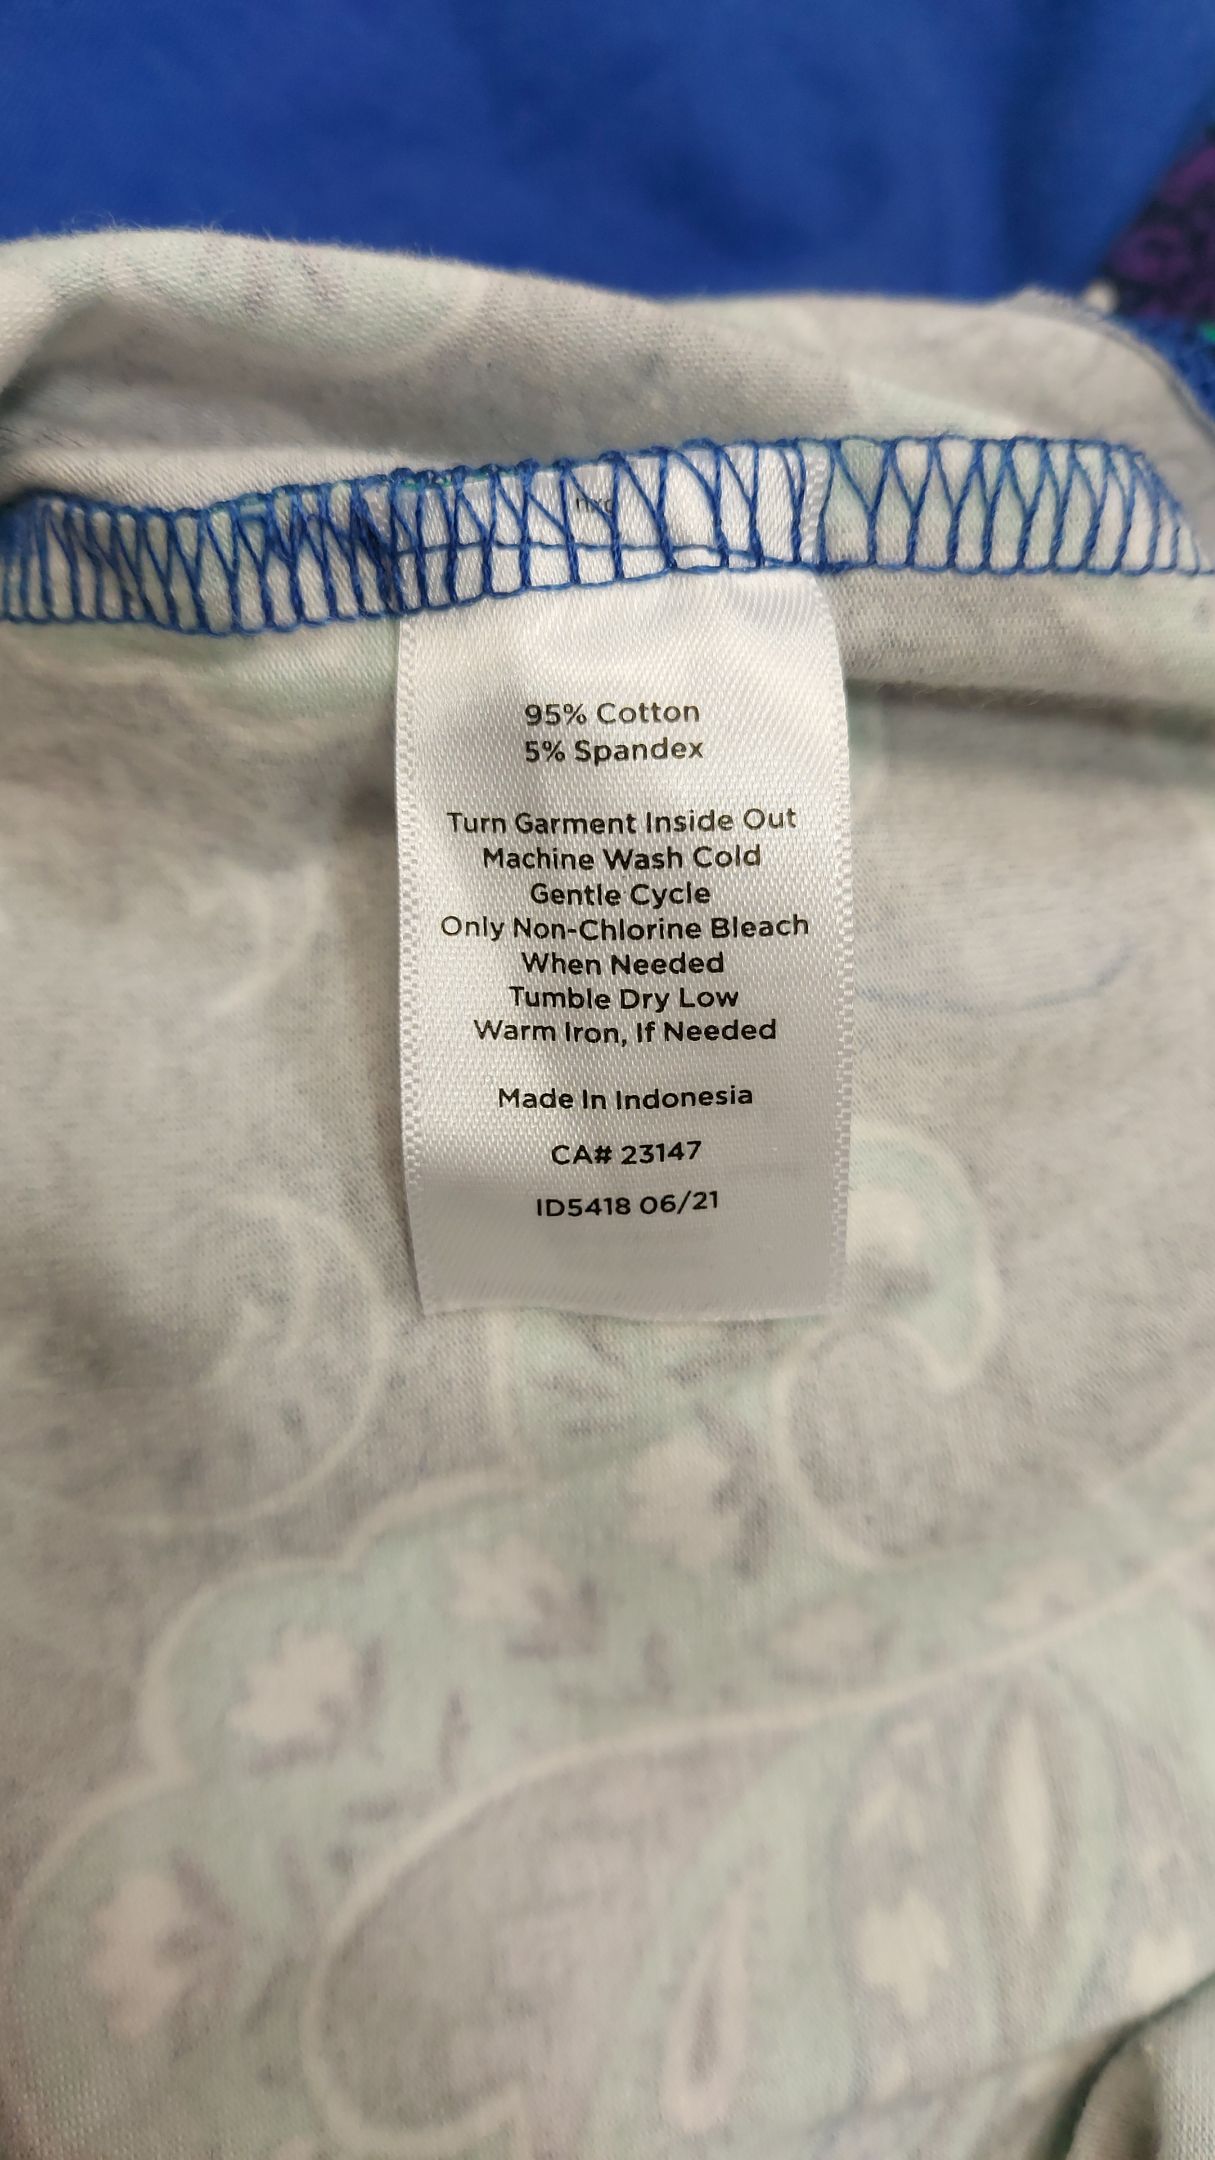 95% Cotton
5% Spandex
Turn Garment Inside Out
Machine Wash Cold
Gentle Cycle
Only Non-Chlorine Bleach
When Needed
Tumble Dry Low
Warm Iron, If Needed
Made In Indonesia
CA# 23147
ID5418 06/21